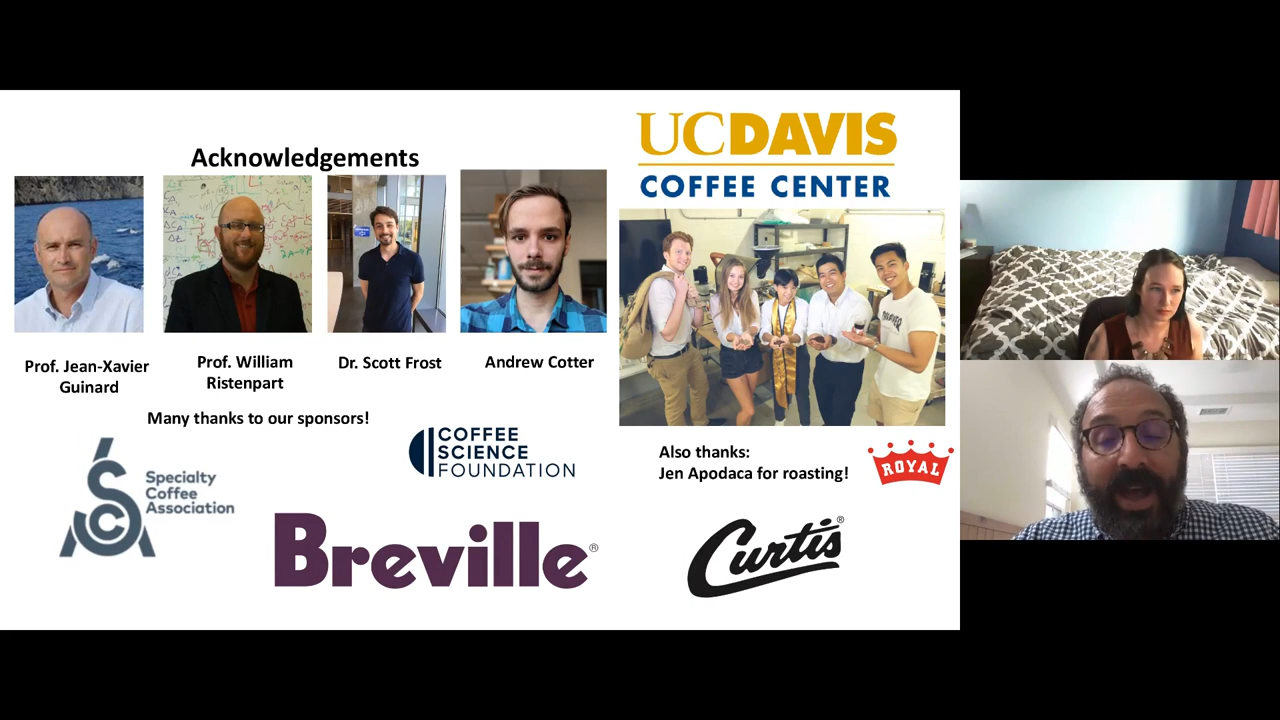 Acknowledgements
Prof. Jean-Xavier
Guinard
Prof. William
Ristenpart
Dr. Scott Frost
Andrew Cotter
Many thanks to our sponsors!
Specialty
Coffee
Association
COFFEE
SCIENCE
FOUNDATION
Breville®
UCDAVIS
COFFEE CENTER
Also thanks:
Jen Apodaca for roasting!
ROYAL
Curtis®